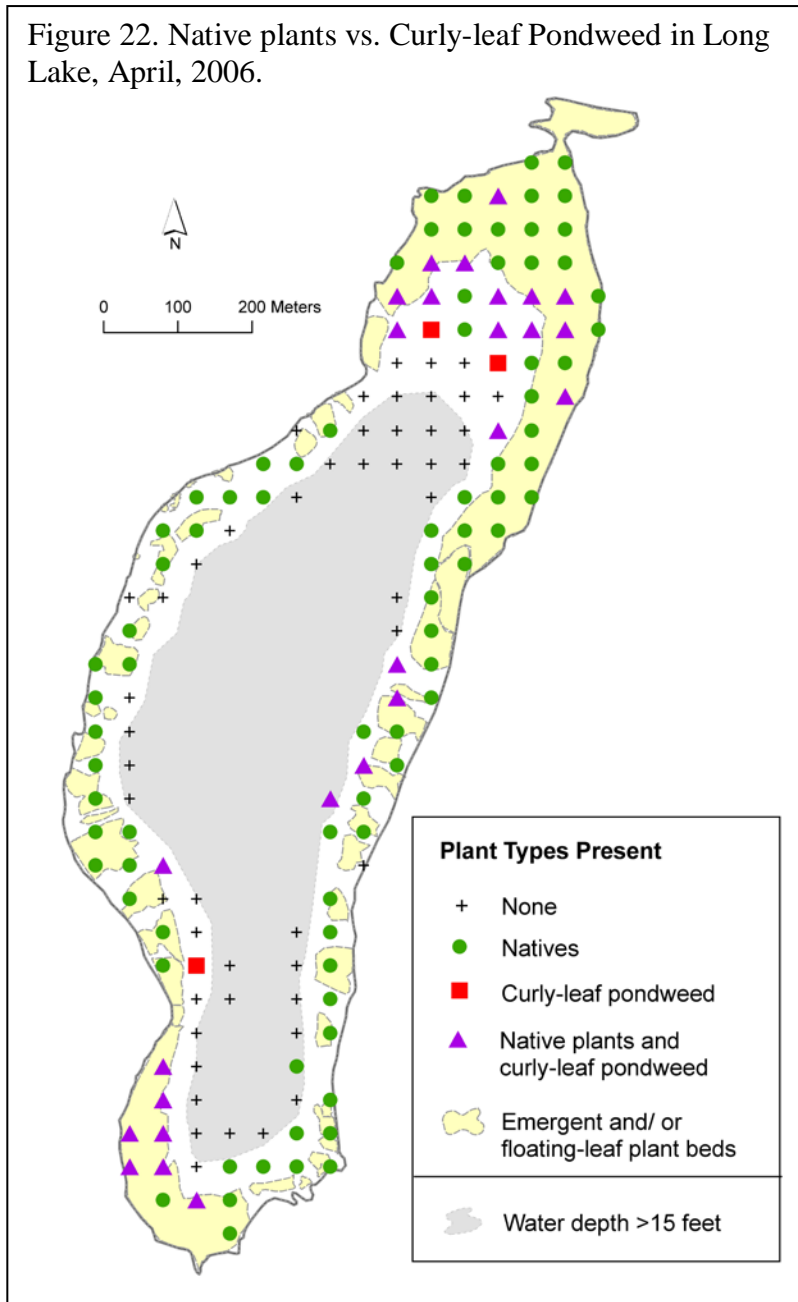 Figure 22. Native plants vs. Curly-leaf Pondweed in Long
Lake, April, 2006.
N
0 100 200 Meters
Plant Types Present
None
Natives
Curly-leaf pondweed
Native plants and
curly-leaf pondweed
Emergent and/ or
floating-leaf plant beds
Water depth >15 feet